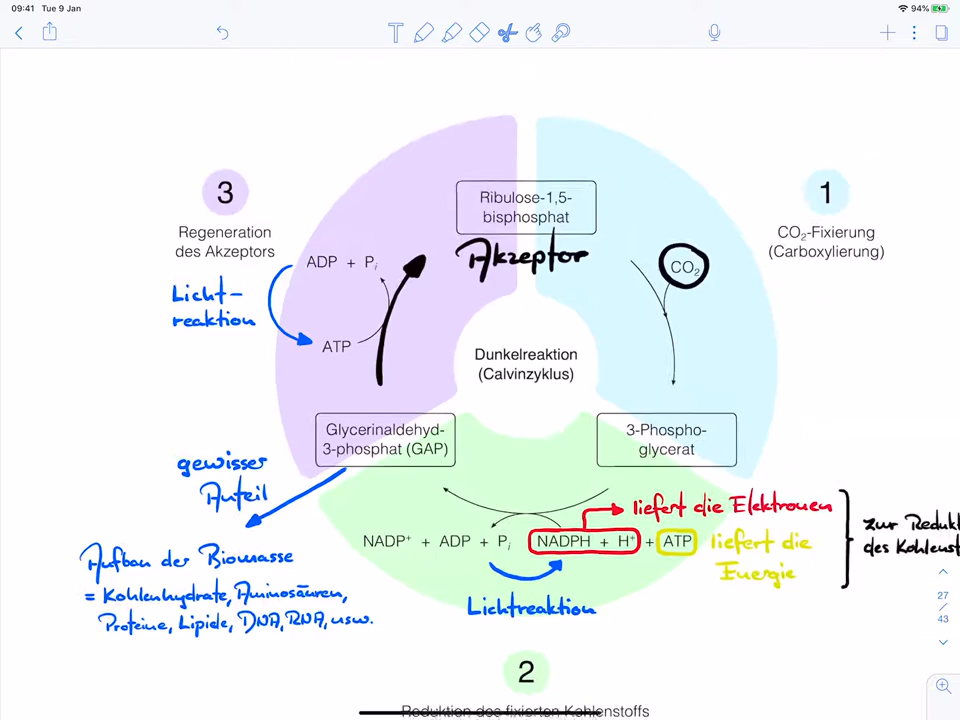 09:41 Tue 9 Jan
94%
3
Regeneration
des Akzeptors
Ribulose-1,5-
bisphosphat
Akzeptor
1
CO₂-Fixierung
(Carboxylierung)
ADP + Pᵢ
CO₂
Licht-
reaktion
ATP
Dunkelreaktion
(Calvinzyklus)
Glycerinaldehyd-
3-phosphat (GAP)
3-Phospho-
glycerat
gewisser
Anteil
liefert die Elektronen
NADP⁺ + ADP + Pᵢ
NADPH + H⁺ + ATP
liefert die
Energie
zur Redukt
des Kohlenst
Aufbau der Biomasse
= Kohlenhydrate, Aminosäuren,
Proteine, Lipide, DNA, RNA, usw.
Lichtreaktion
27
/
43
2
Reduktion des fixierten Kohlenstoffs